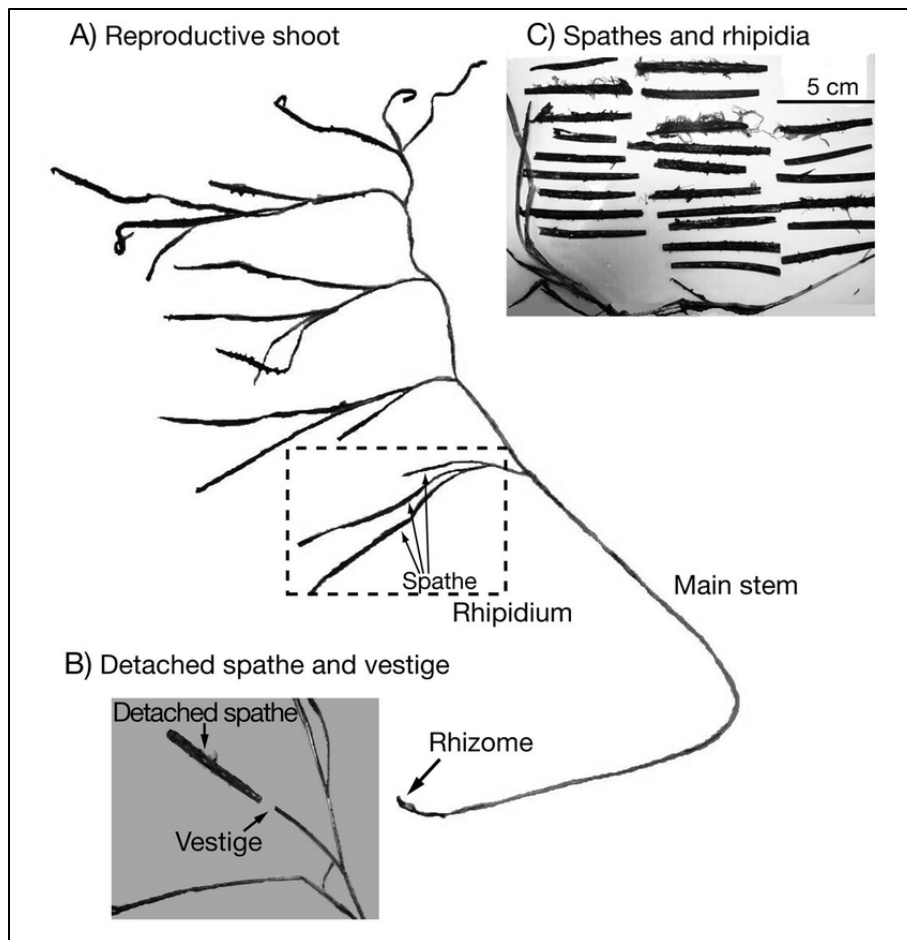 A) Reproductive shoot
C) Spathes and rhipidia
5 cm
Spathe
Rhipidium
Main stem
B) Detached spathe and vestige
Detached spathe
Rhizome
Vestige